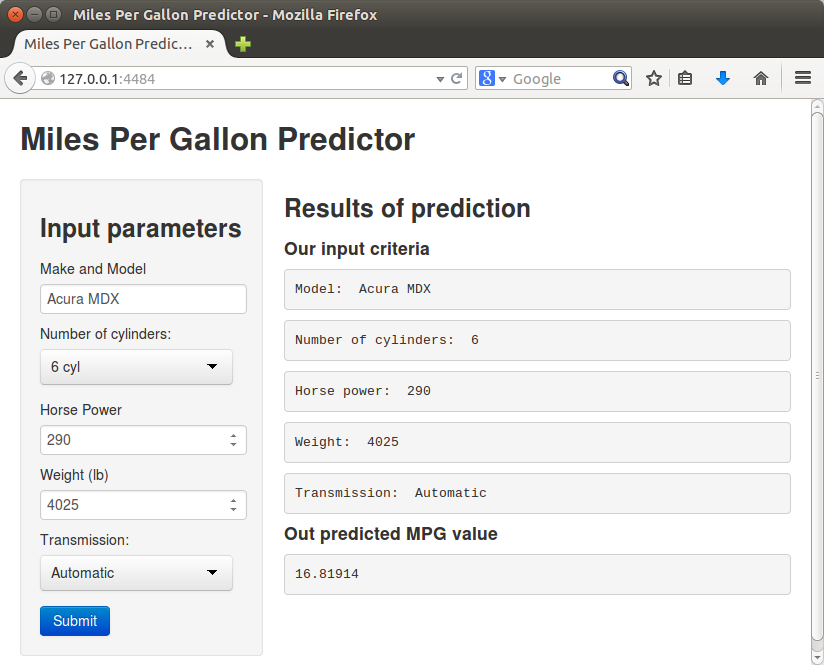 Miles Per Gallon Predictor - Mozilla Firefox
Miles Per Gallon Predic...
127.0.0.1:4484
8
Google
Miles Per Gallon Predictor
Input parameters
Make and Model
Acura MDX
Number of cylinders:
6 cyl
Horse Power
290
Weight (lb)
4025
Transmission:
Automatic
Submit
Results of prediction
Our input criteria
Model:  Acura MDX
Number of cylinders:  6
Horse power:  290
Weight:  4025
Transmission:  Automatic
Out predicted MPG value
16.81914